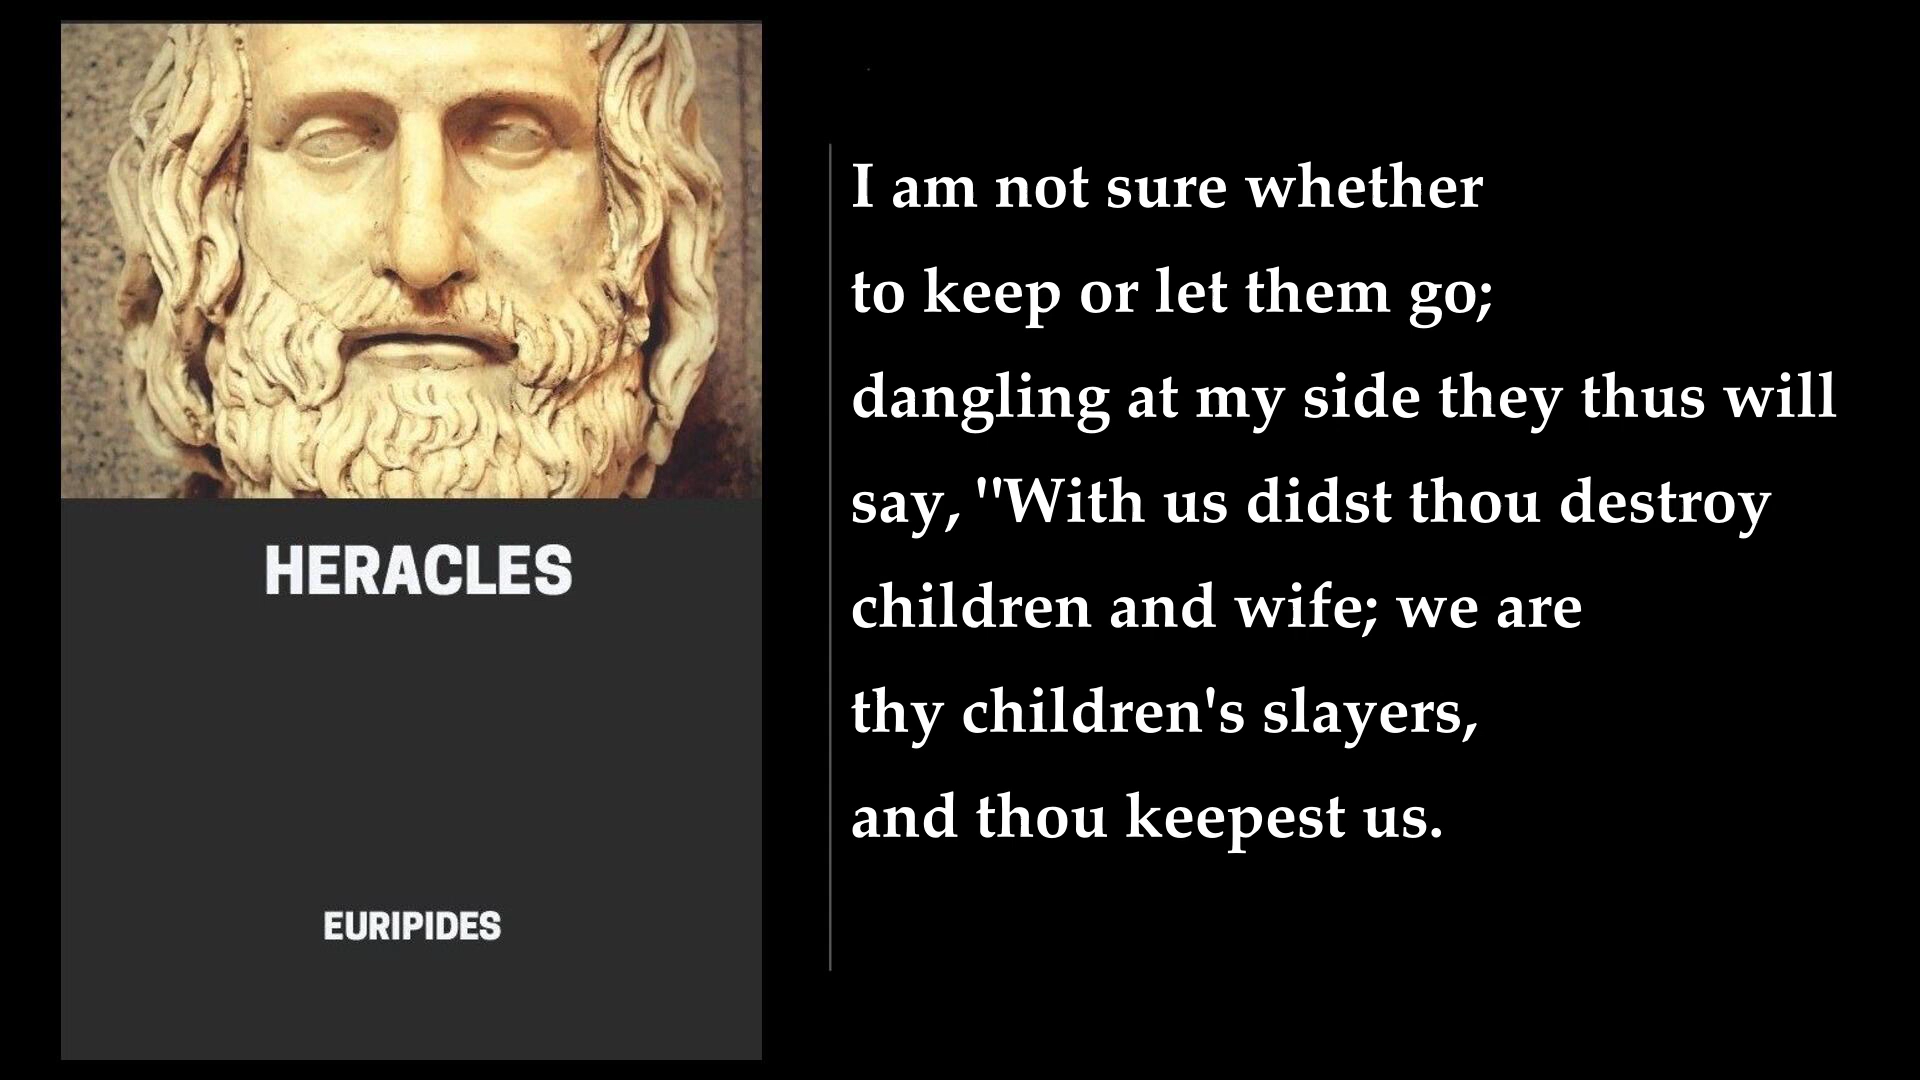 HERACLES
EURIPIDES
I am not sure whether
to keep or let them go;
dangling at my side they thus will
say, "With us didst thou destroy
children and wife; we are
thy children's slayers,
and thou keepest us.